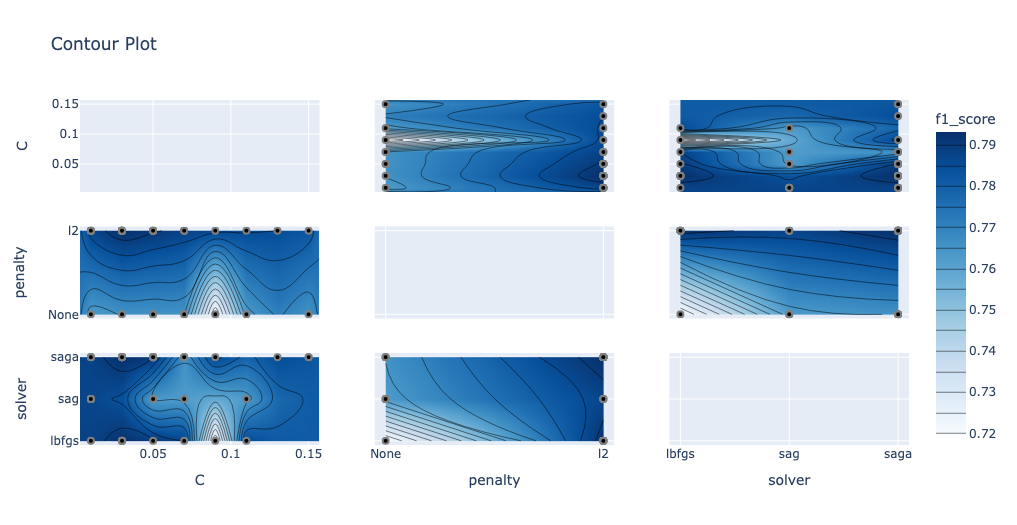 Contour Plot
C
0.15
0.1
0.05
f1_score
0.79
0.78
0.77
0.76
0.75
0.74
0.73
0.72
penalty
l2
None
solver
saga
sag
lbfgs
0.05 0.1 0.15
None l2
lbfgs sag saga
C penalty solver